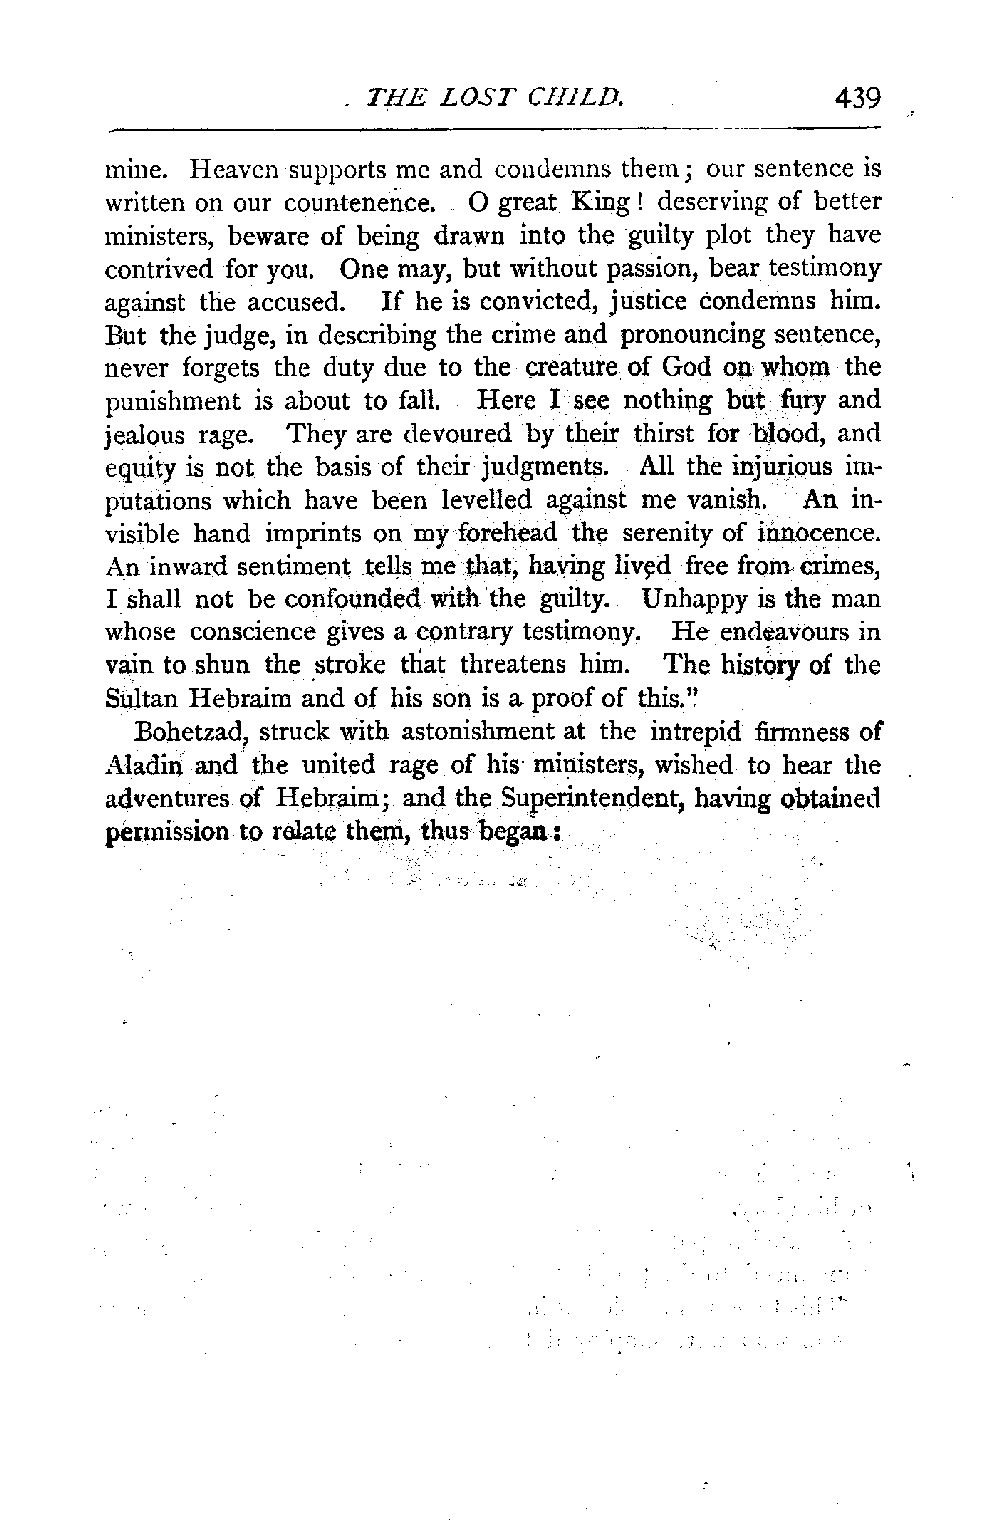 THE LOST CHILD. 439
mine. Heaven supports me and condemns them; our sentence is
written on our countenence. O great King! deserving of better
ministers, beware of being drawn into the guilty plot they have
contrived for you. One may, but without passion, bear testimony
against the accused. If he is convicted, justice condemns him.
But the judge, in describing the crime and pronouncing sentence,
never forgets the duty due to the creature of God on whom the
punishment is about to fall. Here I see nothing but fury and
jealous rage. They are devoured by their thirst for blood, and
equity is not the basis of their judgments. All the injurious im-
putations which have been levelled against me vanish. An in-
visible hand imprints on my forehead the serenity of innocence.
An inward sentiment tells me that, having lived free from crimes,
I shall not be confounded with the guilty. Unhappy is the man
whose conscience gives a contrary testimony. He endeavours in
vain to shun the stroke that threatens him. The history of the
Sultan Hebraim and of his son is a proof of this."
Bohetzad, struck with astonishment at the intrepid firmness of
Aladin and the united rage of his ministers, wished to hear the
adventures of Hebraim; and the Superintendent, having obtained
permission to relate them, thus began: